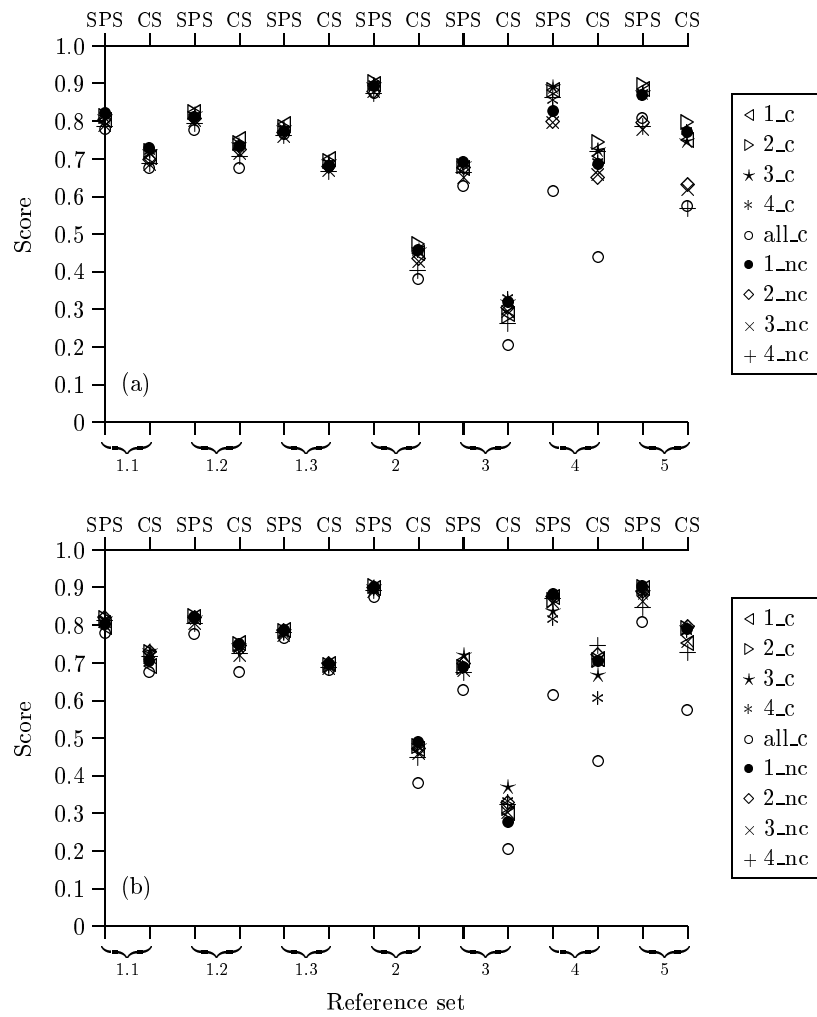 SPS CS SPS CS SPS CS SPS CS SPS CS SPS CS SPS CS
1.0
0.9
0.8
0.7
0.6
0.5
0.4
0.3
0.2
0.1
0
Score
(a)
1.1 1.2 1.3 2 3 4 5
1_c
2_c
3_c
4_c
all_c
1_nc
2_nc
3_nc
4_nc
SPS CS SPS CS SPS CS SPS CS SPS CS SPS CS SPS CS
1.0
0.9
0.8
0.7
0.6
0.5
0.4
0.3
0.2
0.1
0
Score
(b)
1.1 1.2 1.3 2 3 4 5
Reference set
1_c
2_c
3_c
4_c
all_c
1_nc
2_nc
3_nc
4_nc